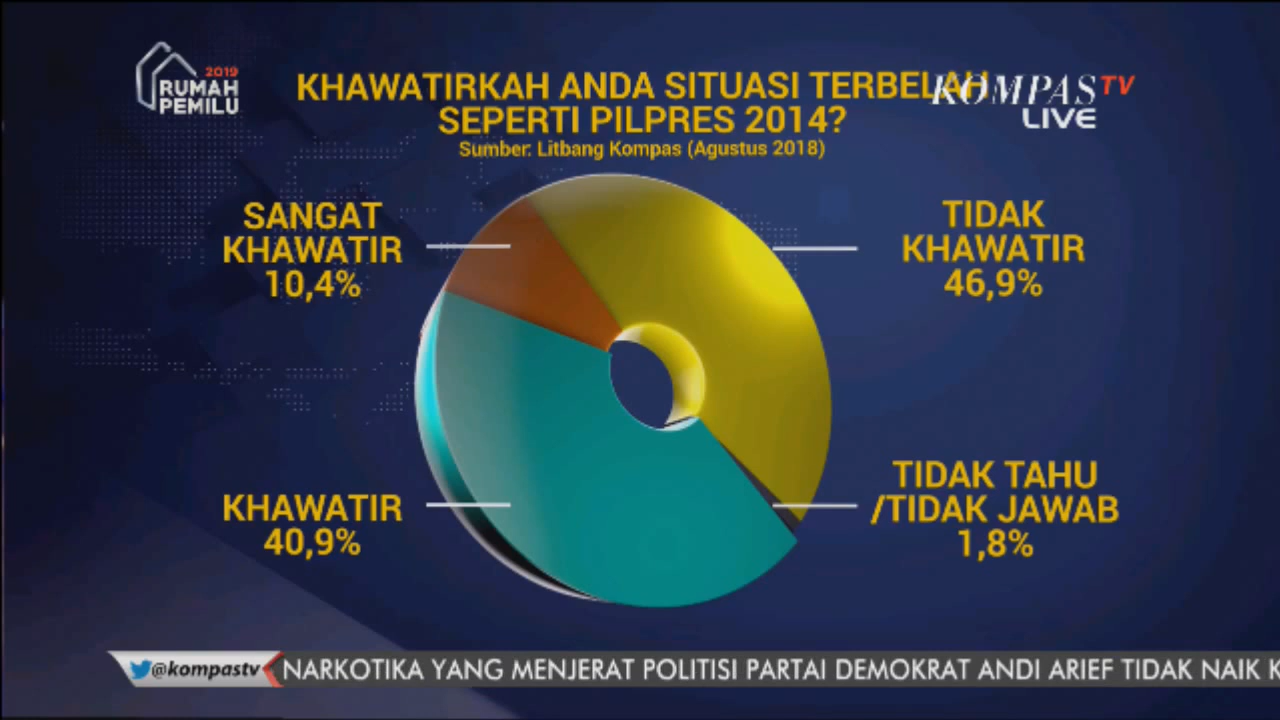 2019
RUMAH
PEMILU
KHAWATIRKAH ANDA SITUASI TERBELAH
SEPERTI PILPRES 2014?
Sumber: Litbang Kompas (Agustus 2018)
KOMPAS TV
LIVE
SANGAT
KHAWATIR
10,4%
TIDAK
KHAWATIR
46,9%
KHAWATIR
40,9%
TIDAK TAHU
/TIDAK JAWAB
1,8%
@kompastv
NARKOTIKA YANG MENJERAT POLITISI PARTAI DEMOKRAT ANDI ARIEF TIDAK NAIK K